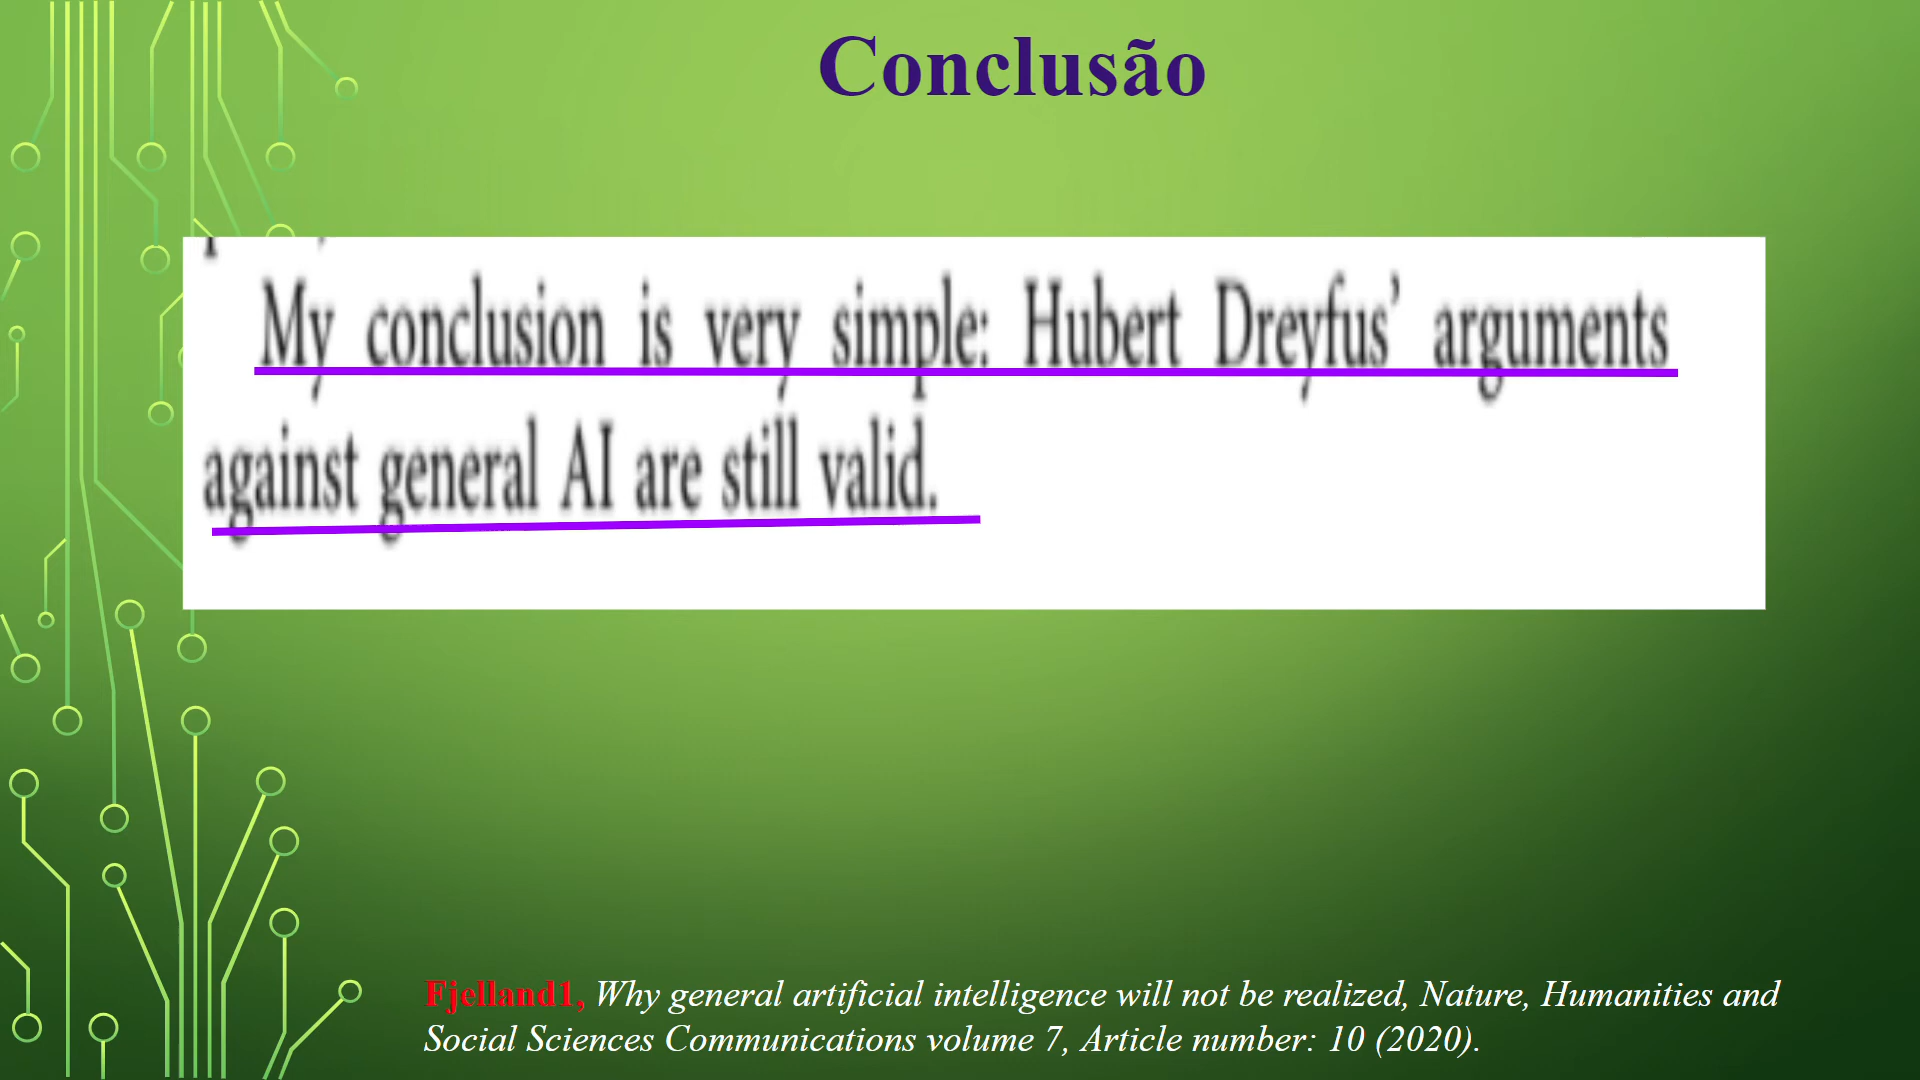 Conclusão
My conclusion is very simple: Hubert Dreyfus’ arguments
against general AI are still valid.
Fjelland1, Why general artificial intelligence will not be realized, Nature, Humanities and
Social Sciences Communications volume 7, Article number: 10 (2020).